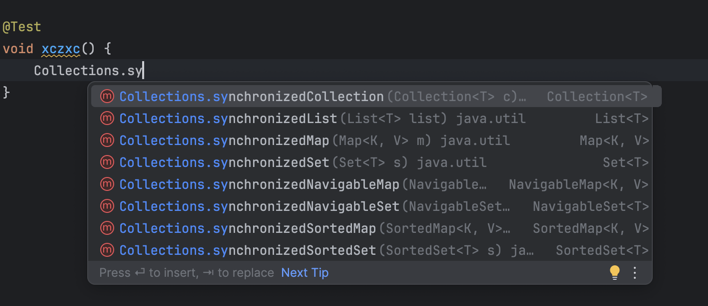 @Test
void xczxc() {
Collections.sy
}
m Collections.synchronizedCollection(Collection<T> c)… Collection<T>
m Collections.synchronizedList(List<T> list) java.util List<T>
m Collections.synchronizedMap(Map<K, V> m) java.util Map<K, V>
m Collections.synchronizedSet(Set<T> s) java.util Set<T>
m Collections.synchronizedNavigableMap(Navigable… NavigableMap<K, V>
m Collections.synchronizedNavigableSet(NavigableSet… NavigableSet<T>
m Collections.synchronizedSortedMap(SortedMap<K, V>… SortedMap<K, V>
m Collections.synchronizedSortedSet(SortedSet<T> s) ja… SortedSet<T>
Press ⏎ to insert, ⇥ to replace Next Tip